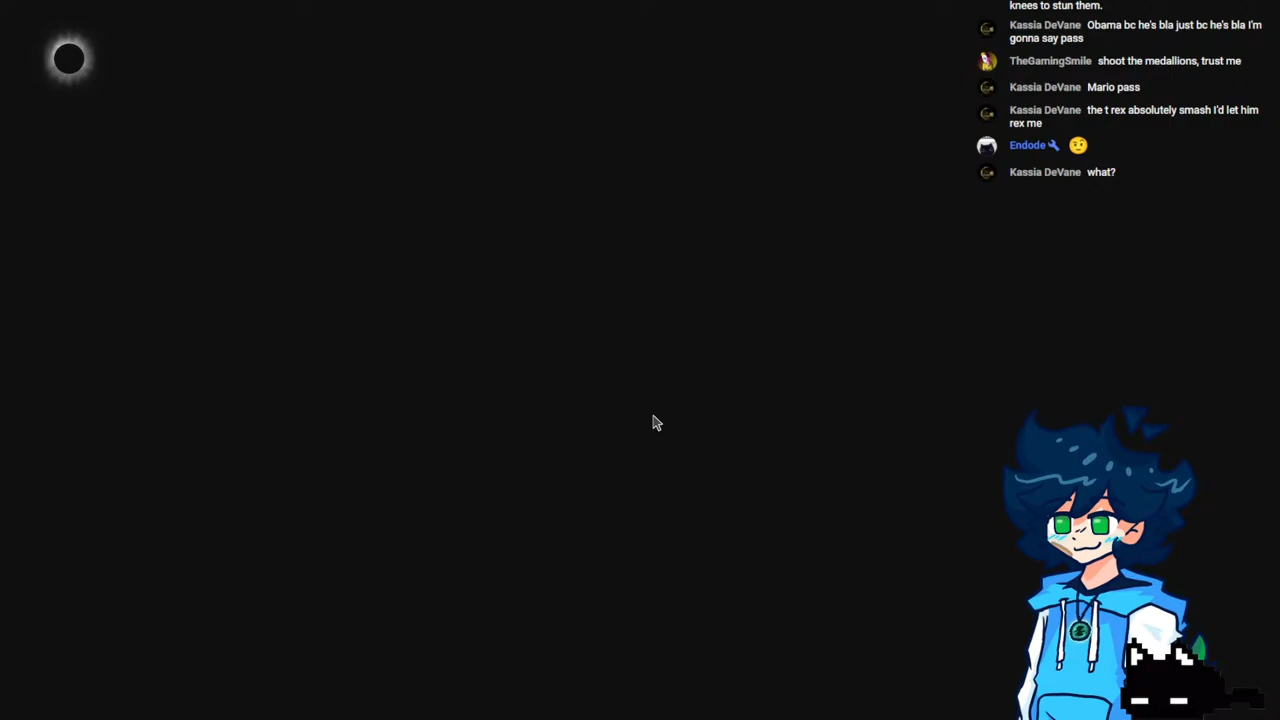 knees to stun them.
Kassia DeVane Obama bc he's bla just bc he's bla I'm
gonna say pass
TheGamingSmile shoot the medallions, trust me
Kassia DeVane Mario pass
Kassia DeVane the t rex absolutely smash I'd let him
rex me
Endode 🤨
Kassia DeVane what?